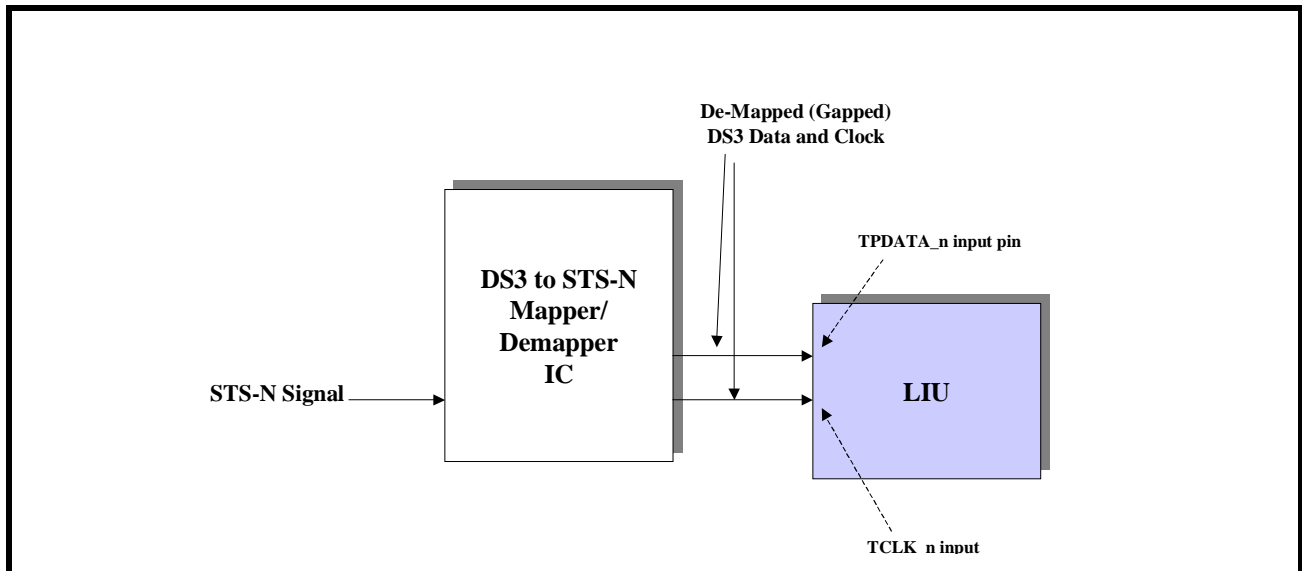 De-Mapped (Gapped)
DS3 Data and Clock
TPDATA_n input pin
DS3 to STS-N
Mapper/
Demapper
IC
STS-N Signal
LIU
TCLK_n input